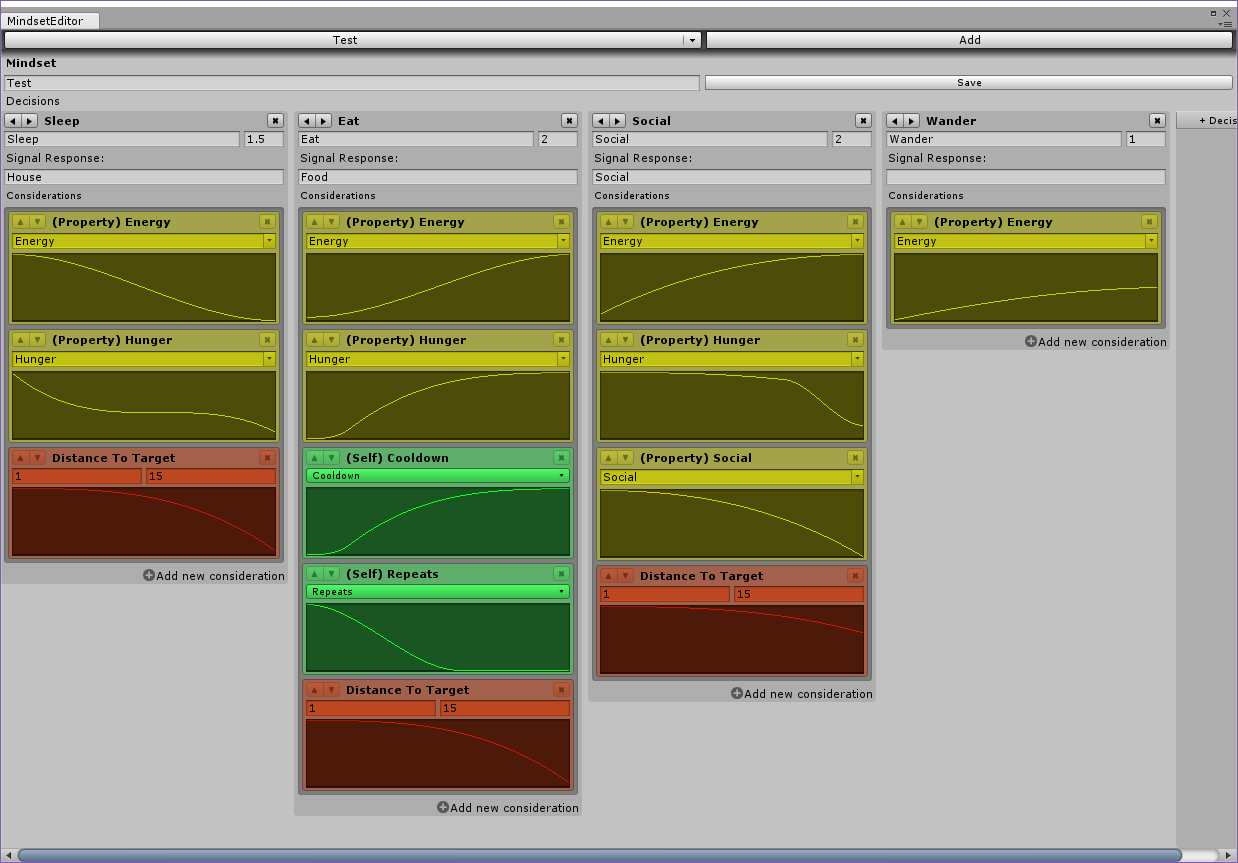 MindsetEditor
Test
Add
Mindset
Test
Save
Decisions
Sleep
Sleep
1.5
Signal Response:
House
Considerations
(Property) Energy
Energy
(Property) Hunger
Hunger
Distance To Target
1
15
Add new consideration
Eat
Eat
2
Signal Response:
Food
Considerations
(Property) Energy
Energy
(Property) Hunger
Hunger
(Self) Cooldown
Cooldown
(Self) Repeats
Repeats
Distance To Target
1
15
Add new consideration
Social
Social
2
Signal Response:
Social
Considerations
(Property) Energy
Energy
(Property) Hunger
Hunger
(Property) Social
Social
Distance To Target
1
15
Add new consideration
Wander
Wander
1
Signal Response:
Considerations
(Property) Energy
Energy
Add new consideration
+ Decis